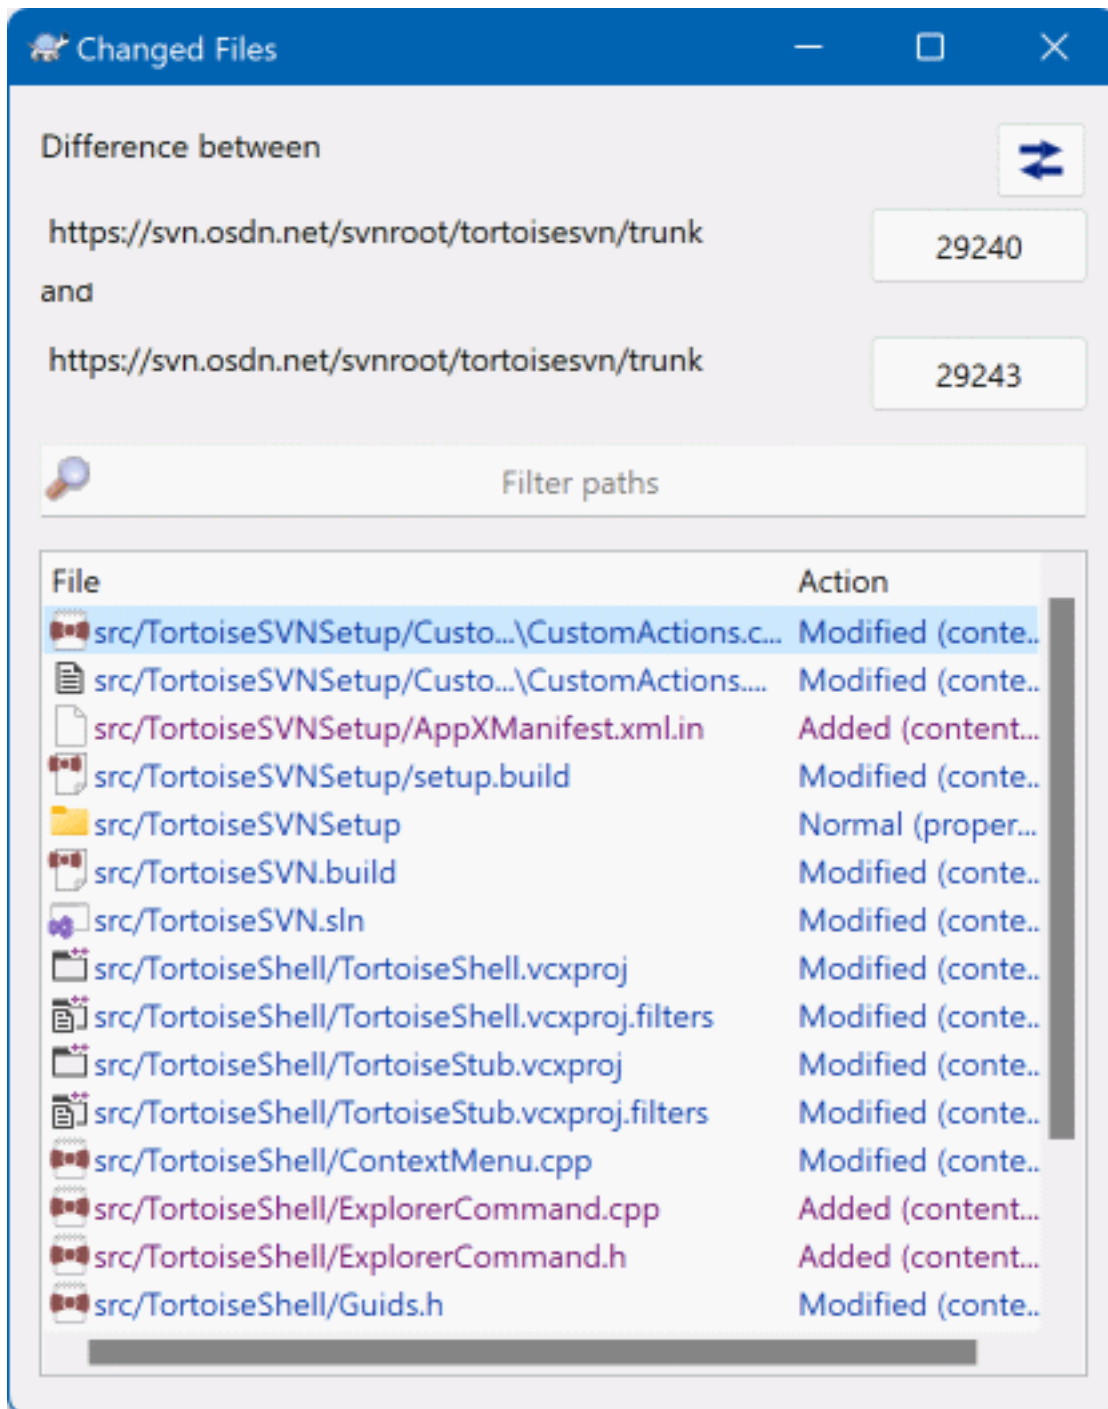 Changed Files
Difference between
https://svn.osdn.net/svnroot/tortoisesvn/trunk 29240
and
https://svn.osdn.net/svnroot/tortoisesvn/trunk 29243
Filter paths
File Action
src/TortoiseSVNSetup/Custo...\CustomActions.c... Modified (conte..
src/TortoiseSVNSetup/Custo...\CustomActions.... Modified (conte..
src/TortoiseSVNSetup/AppXManifest.xml.in Added (content...
src/TortoiseSVNSetup/setup.build Modified (conte..
src/TortoiseSVNSetup Normal (proper...
src/TortoiseSVN.build Modified (conte..
src/TortoiseSVN.sln Modified (conte..
src/TortoiseShell/TortoiseShell.vcxproj Modified (conte..
src/TortoiseShell/TortoiseShell.vcxproj.filters Modified (conte..
src/TortoiseShell/TortoiseStub.vcxproj Modified (conte..
src/TortoiseShell/TortoiseStub.vcxproj.filters Modified (conte..
src/TortoiseShell/ContextMenu.cpp Modified (conte..
src/TortoiseShell/ExplorerCommand.cpp Added (content...
src/TortoiseShell/ExplorerCommand.h Added (content...
src/TortoiseShell/Guids.h Modified (conte..